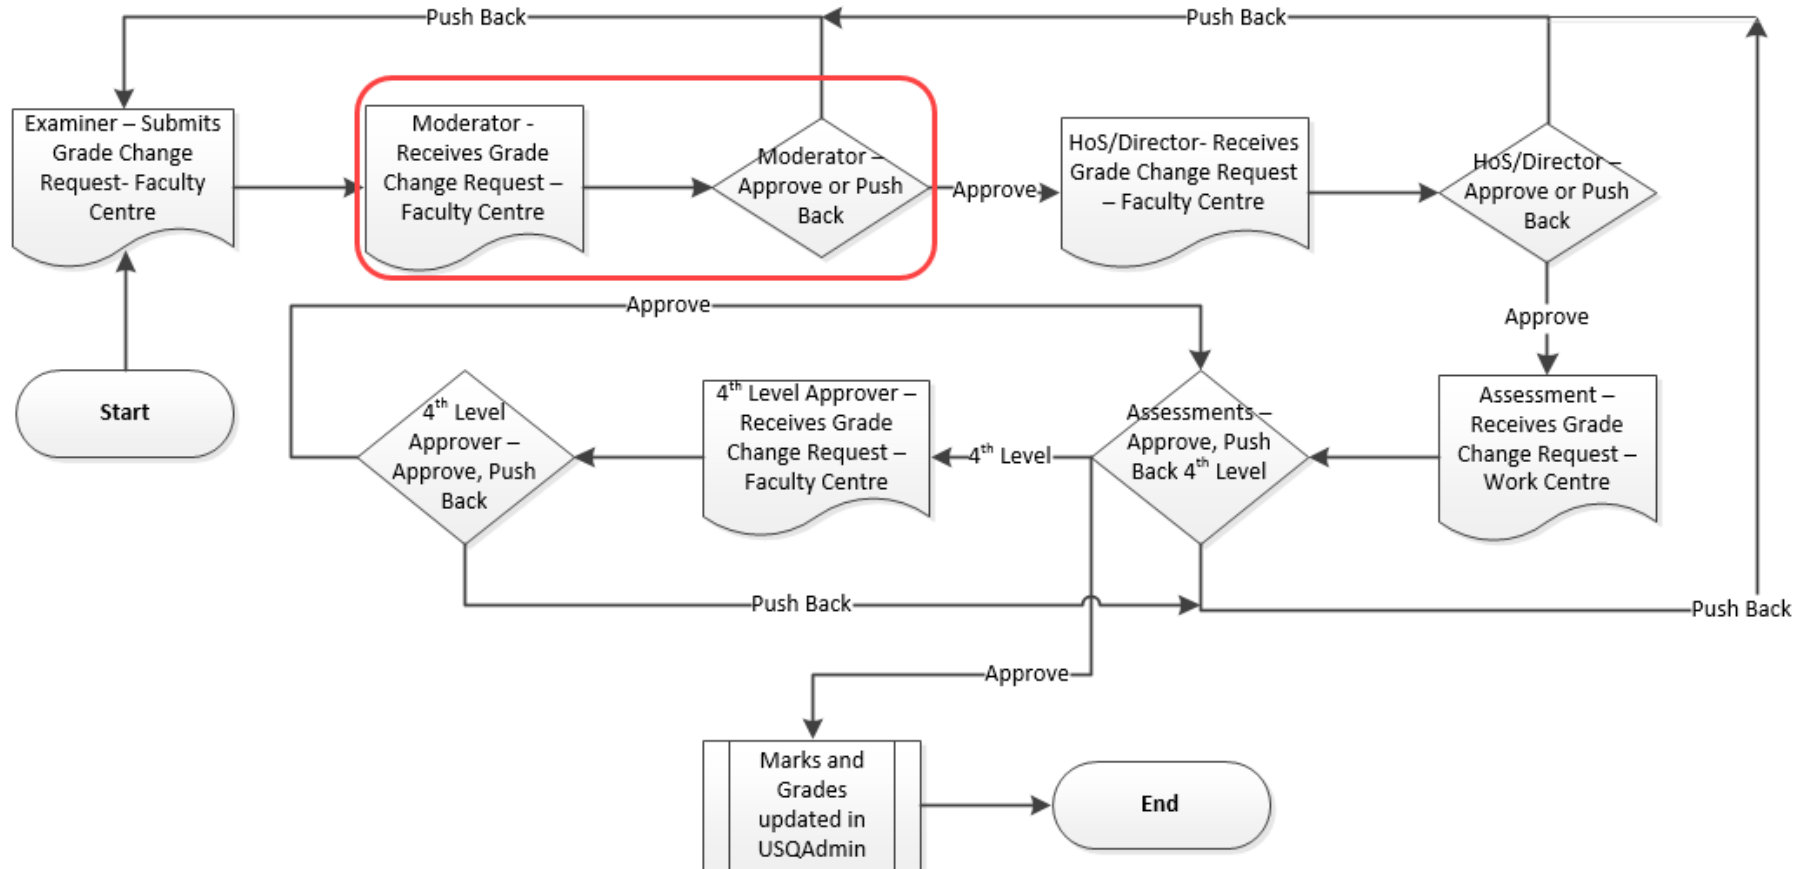 Push Back
Push Back
Examiner – Submits
Grade Change
Request- Faculty
Centre
Moderator -
Receives Grade
Change Request –
Faculty Centre
Moderator –
Approve or Push
Back
Approve
HoS/Director- Receives
Grade Change Request
– Faculty Centre
HoS/Director –
Approve or Push
Back
Approve
Approve
Start
4th Level
Approver –
Approve, Push
Back
4th Level Approver –
Receives Grade
Change Request –
Faculty Centre
4th Level
Assessments –
Approve, Push
Back 4th Level
Assessment –
Receives Grade
Change Request –
Work Centre
Push Back
Push Back
Approve
Marks and
Grades
updated in
USQAdmin
End